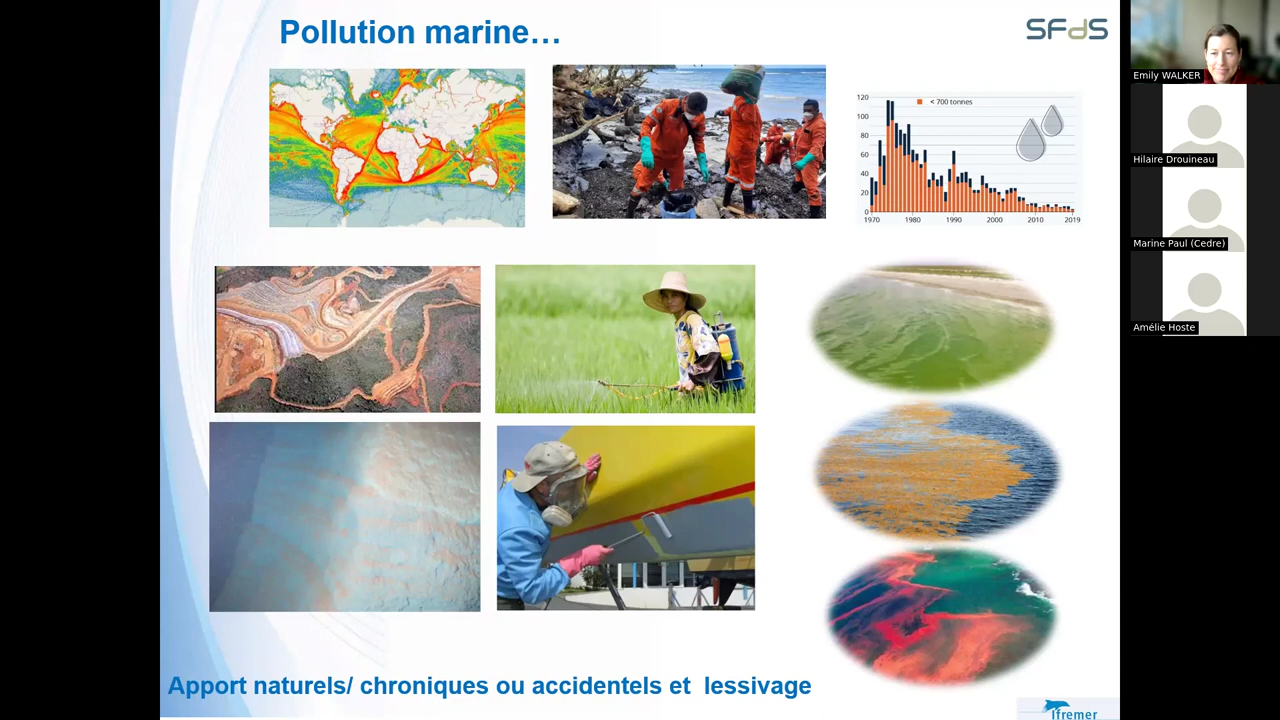 Pollution marine…
SFdS
120
100
80
60
40
20
0
< 700 tonnes
1970
1980
1990
2000
2010
2019
Apport naturels/ chroniques ou accidentels et  lessivage
Ifremer
Emily WALKER
Hilaire Drouineau
Marine Paul (Cedre)
Amélie Hoste